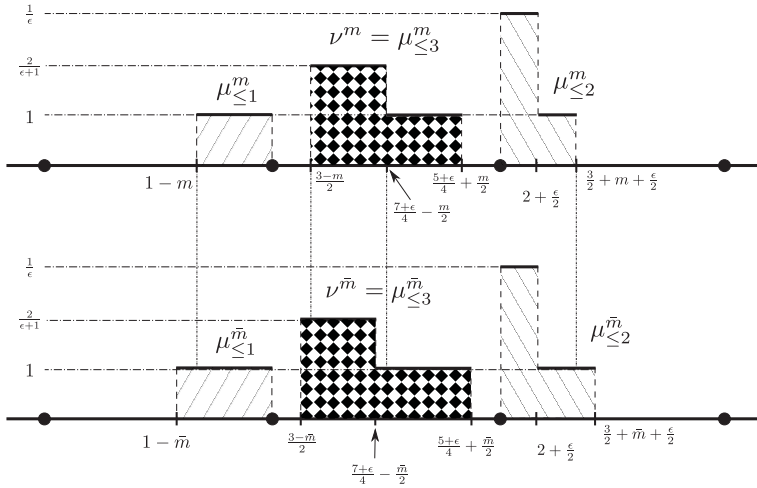 1/ϵ
ν^m = μ^m_{≤3}
2/(ϵ+1)
μ^m_{≤1}
μ^m_{≤2}
1
1 − m
(3−m)/2
(5+ϵ)/4 + m/2
2 + ϵ/2
3/2 + m + ϵ/2
(7+ϵ)/4 − m/2
1/ϵ
ν^m̄ = μ^m̄_{≤3}
2/(ϵ+1)
μ^m̄_{≤1}
μ^m̄_{≤2}
1
1 − m̄
(3−m̄)/2
(5+ϵ)/4 + m̄/2
2 + ϵ/2
3/2 + m̄ + ϵ/2
(7+ϵ)/4 − m̄/2